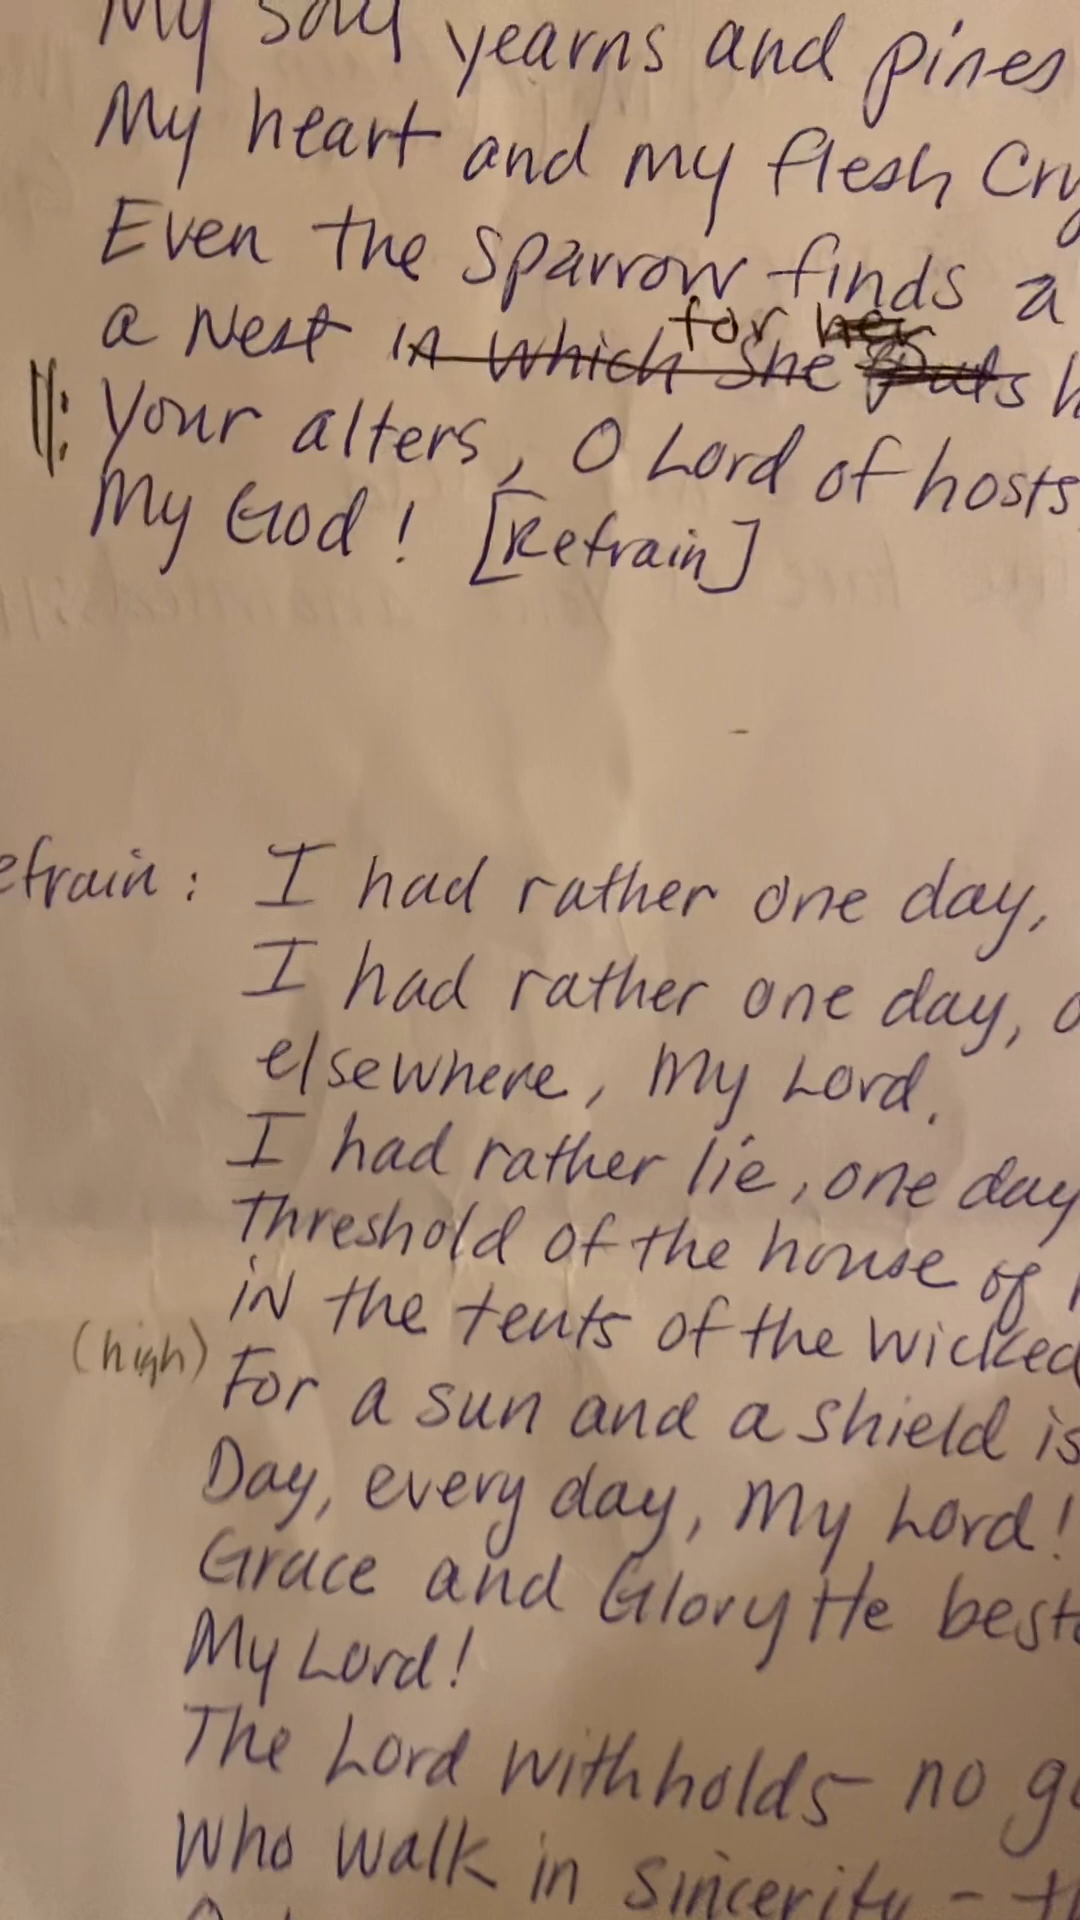 My soul yearns and pines
My heart and my flesh Cry
Even the sparrow finds a
for her
a Nest in which she puts h
||: Your alters, O Lord of hosts
My God! [Refrain]
efrain: I had rather one day,
I had rather one day, o
elsewhere, My Lord.
I had rather lie, one day
Threshold of the house of
iN the tents of the wicked
(high) For a sun and a shield is
Day, every day, My Lord!
Grace and Glory He besto
My Lord!
The Lord withholds no go
Who walk in sincerity - th